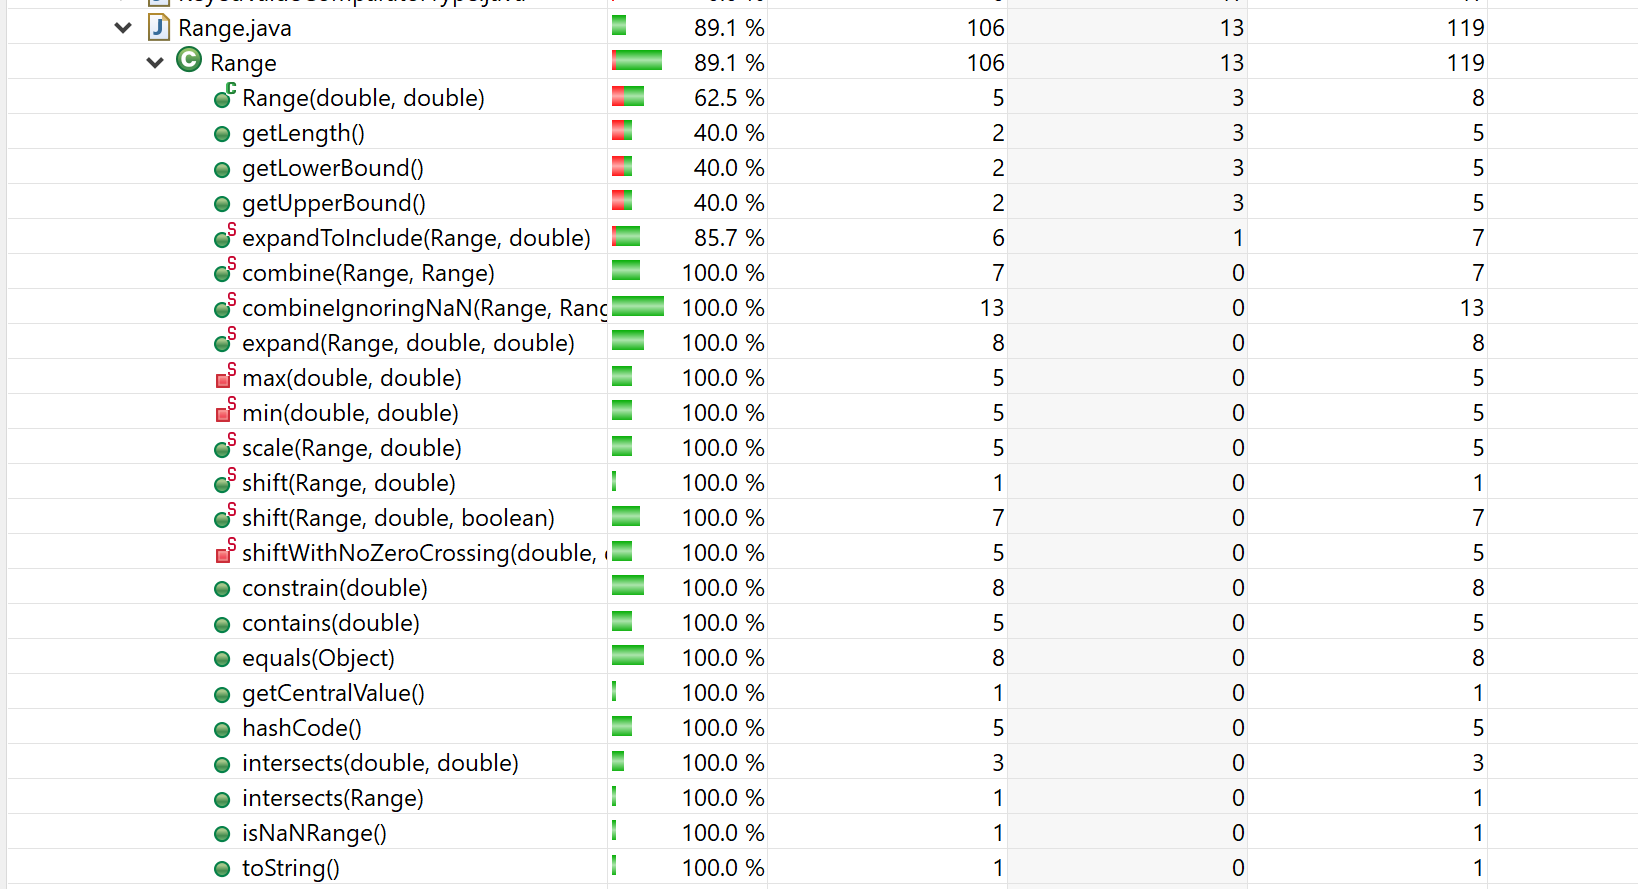 Range.java 89.1 % 106 13 119
Range 89.1 % 106 13 119
Range(double, double) 62.5 % 5 3 8
getLength() 40.0 % 2 3 5
getLowerBound() 40.0 % 2 3 5
getUpperBound() 40.0 % 2 3 5
expandToInclude(Range, double) 85.7 % 6 1 7
combine(Range, Range) 100.0 % 7 0 7
combineIgnoringNaN(Range, Rang 100.0 % 13 0 13
expand(Range, double, double) 100.0 % 8 0 8
max(double, double) 100.0 % 5 0 5
min(double, double) 100.0 % 5 0 5
scale(Range, double) 100.0 % 5 0 5
shift(Range, double) 100.0 % 1 0 1
shift(Range, double, boolean) 100.0 % 7 0 7
shiftWithNoZeroCrossing(double, 100.0 % 5 0 5
constrain(double) 100.0 % 8 0 8
contains(double) 100.0 % 5 0 5
equals(Object) 100.0 % 8 0 8
getCentralValue() 100.0 % 1 0 1
hashCode() 100.0 % 5 0 5
intersects(double, double) 100.0 % 3 0 3
intersects(Range) 100.0 % 1 0 1
isNaNRange() 100.0 % 1 0 1
toString() 100.0 % 1 0 1